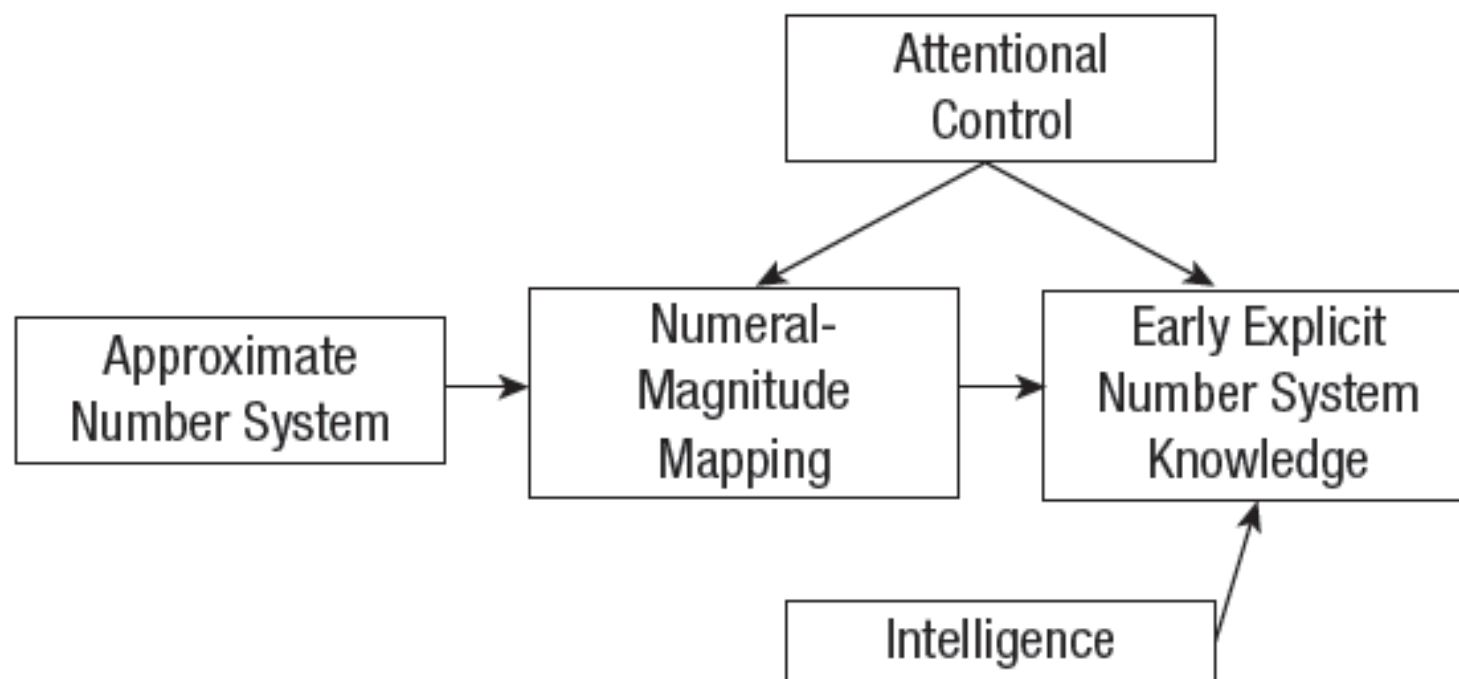 Attentional
Control
Approximate
Number System
Numeral-
Magnitude
Mapping
Early Explicit
Number System
Knowledge
Intelligence